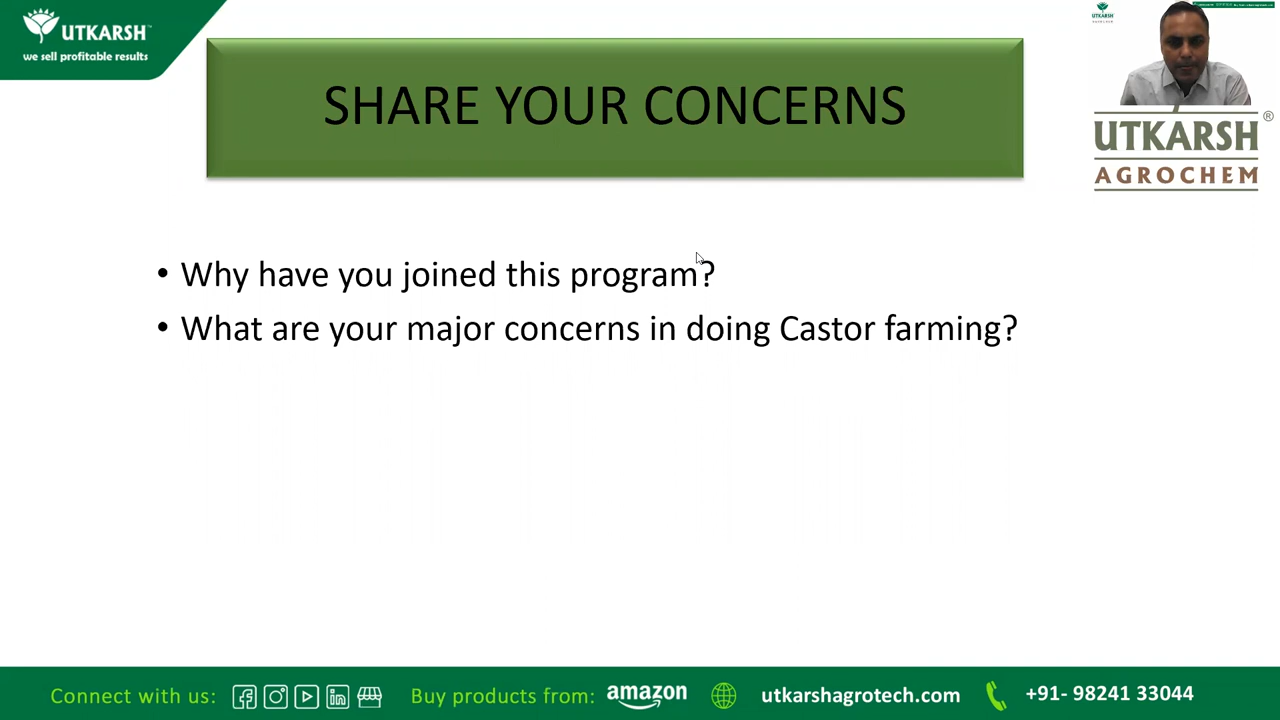 UTKARSH™
we sell profitable results
SHARE YOUR CONCERNS
UTKARSH®
AGROCHEM
• Why have you joined this program?
• What are your major concerns in doing Castor farming?
Connect with us:
Buy products from: amazon
utkarshagrotech.com
+91- 98241 33044